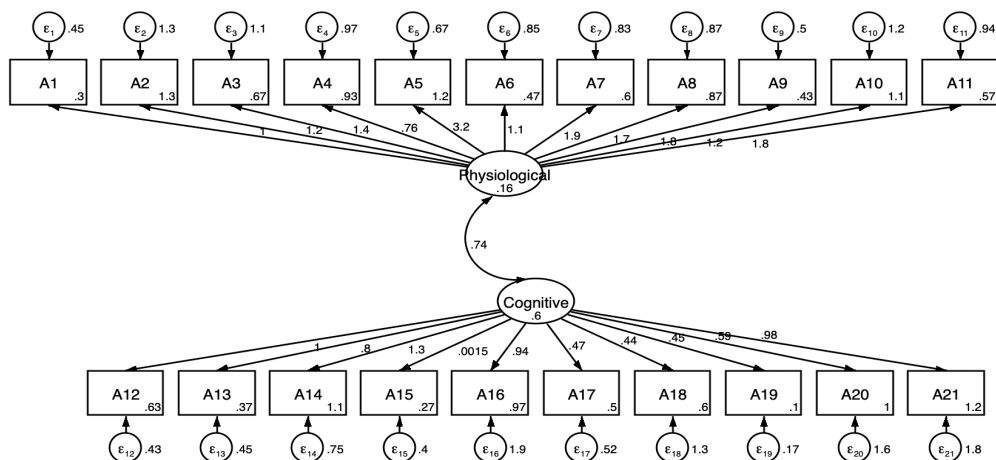 ε1 .45 ε2 1.3 ε3 1.1 ε4 .97 ε5 .67 ε6 .85 ε7 .83 ε8 .87 ε9 .5 ε10 1.2 ε11 .94
A1 A2 A3 A4 A5 A6 A7 A8 A9 A10 A11
.3 1.3 .67 .93 1.2 .47 .6 .87 .43 1.1 .57
1 1.2 1.4 .76 3.2 1.1 1.9 1.7 1.8 1.2 1.8
Physiological
.16
.74
Cognitive
.6
1 .8 1.3 .0015 .94 .47 .44 .45 .59 .98
A12 A13 A14 A15 A16 A17 A18 A19 A20 A21
.63 .37 1.1 .27 .97 .5 .6 .1 1 1.2
ε12 .43 ε13 .45 ε14 .75 ε15 .4 ε16 1.9 ε17 .52 ε18 1.3 ε19 .17 ε20 1.6 ε21 1.8